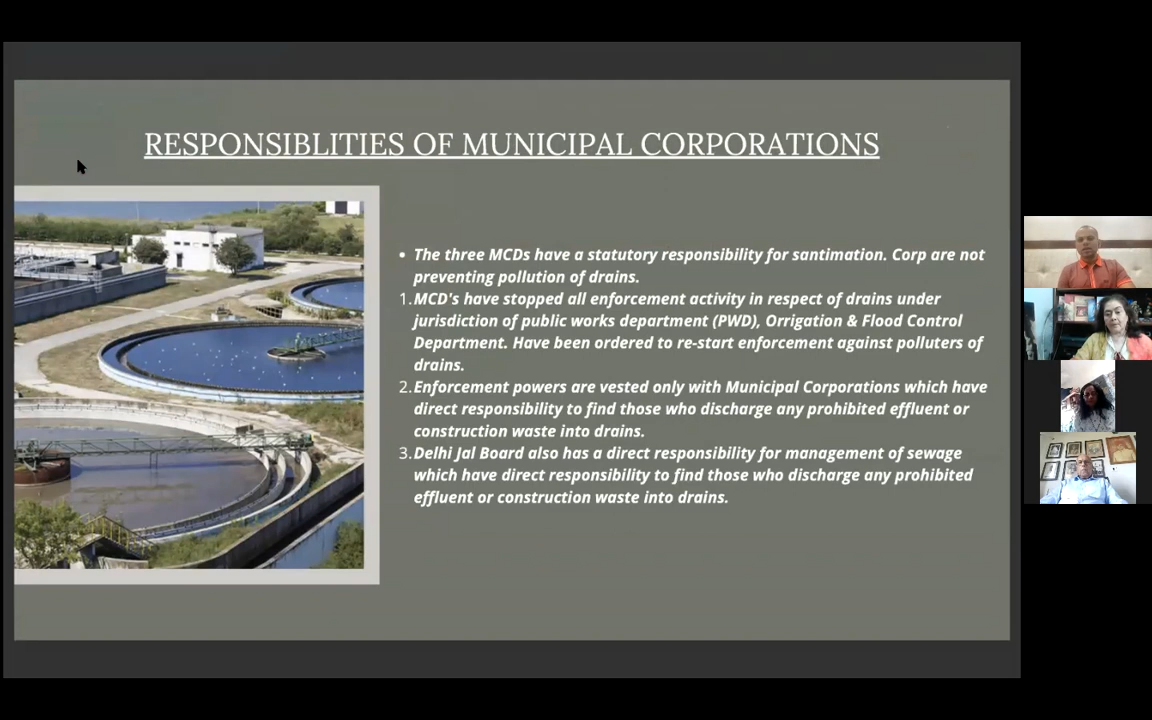 RESPONSIBLITIES OF MUNICIPAL CORPORATIONS
• The three MCDs have a statutory responsibility for santimation. Corp are not
preventing pollution of drains.
1. MCD's have stopped all enforcement activity in respect of drains under
jurisdiction of public works department (PWD), Orrigation & Flood Control
Department. Have been ordered to re-start enforcement against polluters of
drains.
2. Enforcement powers are vested only with Municipal Corporations which have
direct responsibility to find those who discharge any prohibited effluent or
construction waste into drains.
3. Delhi Jal Board also has a direct responsibility for management of sewage
which have direct responsibility to find those who discharge any prohibited
effluent or construction waste into drains.